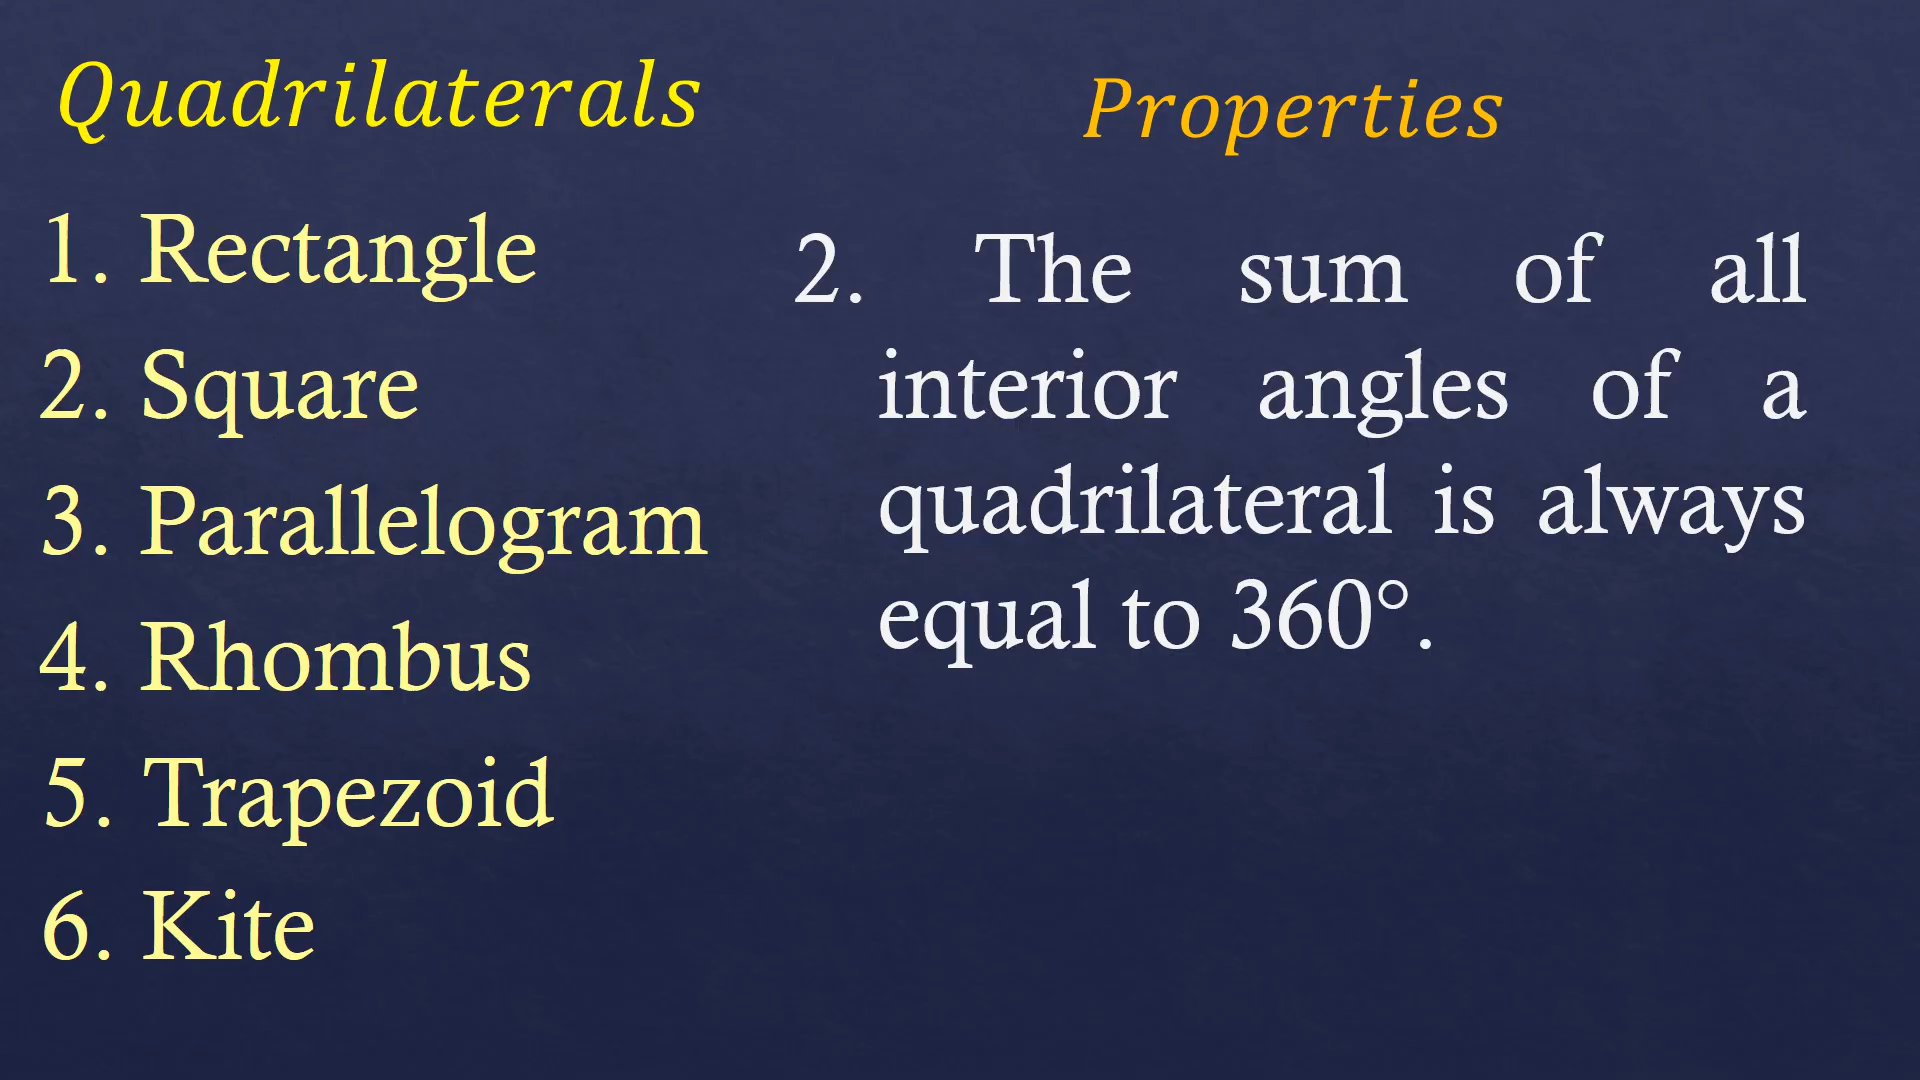 Quadrilaterals
1. Rectangle
2. Square
3. Parallelogram
4. Rhombus
5. Trapezoid
6. Kite
Properties
2. The sum of all
interior angles of a
quadrilateral is always
equal to 360°.